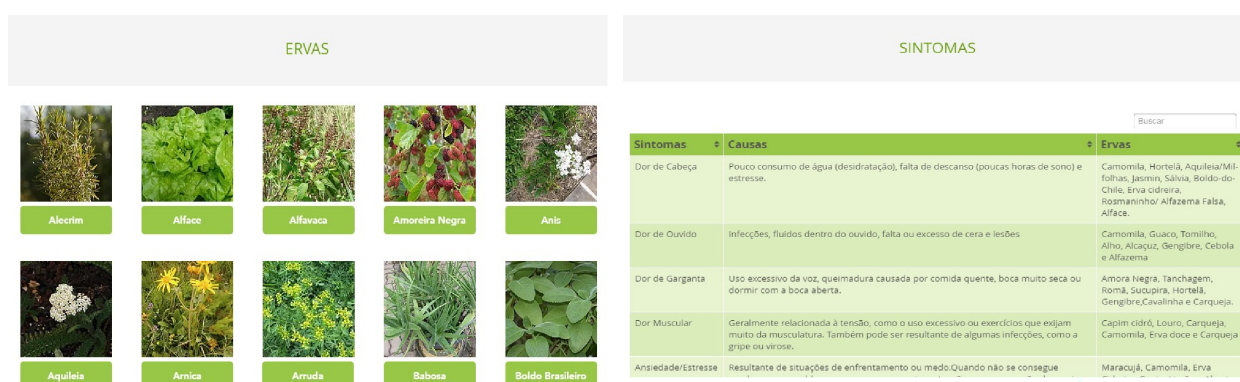 ERVAS
Alecrim
Alface
Alfavaca
Amoreira Negra
Anis
Aquileia
Arnica
Arruda
Babosa
Boldo Brasileiro
SINTOMAS
Buscar
Sintomas
Causas
Ervas
Dor de Cabeça
Pouco consumo de água (desidratação), falta de descanso (poucas horas de sono) e
estresse.
Camomila, Hortelã, Aquileia/Mil-
folhas, Jasmin, Sálvia, Boldo-do-
Chile, Erva cidreira,
Rosmaninho/ Alfazema Falsa,
Alface.
Dor de Ouvido
Infecções, fluidos dentro do ouvido, falta ou excesso de cera e lesões
Camomila, Guaco, Tomilho,
Alho, Alcaçuz, Gengibre, Cebola
e Alfazema
Dor de Garganta
Uso excessivo da voz, queimadura causada por comida quente, boca muito seca ou
dormir com a boca aberta.
Amora Negra, Tanchagem,
Romã, Sucupira, Hortelã,
Gengibre,Cavalinha e Carqueja.
Dor Muscular
Geralmente relacionada à tensão, como o uso excessivo ou exercícios que exijam
muito da musculatura. Também pode ser resultante de algumas infecções, como a
gripe ou virose.
Capim cidró, Louro, Carqueja,
Camomila, Erva doce e Carqueja
Ansiedade/Estresse
Resultante de situações de enfrentamento ou medo.Quando não se consegue
Maracujá, Camomila, Erva